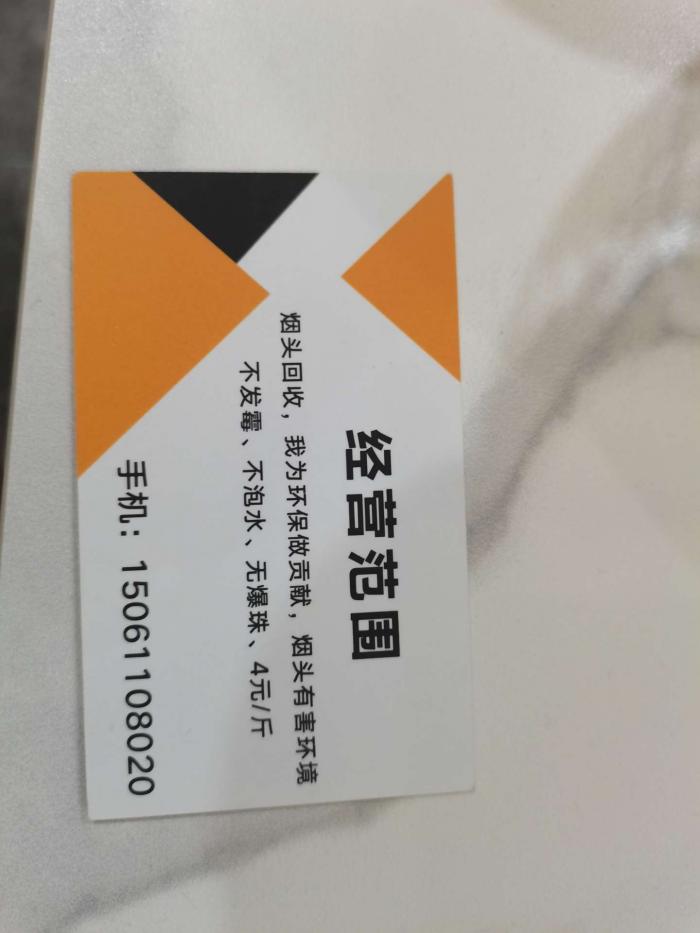 经营范围
烟头回收，我为环保做贡献，烟头有害环境
不发霉、不泡水、无爆珠、4元/斤
手机：15061108020